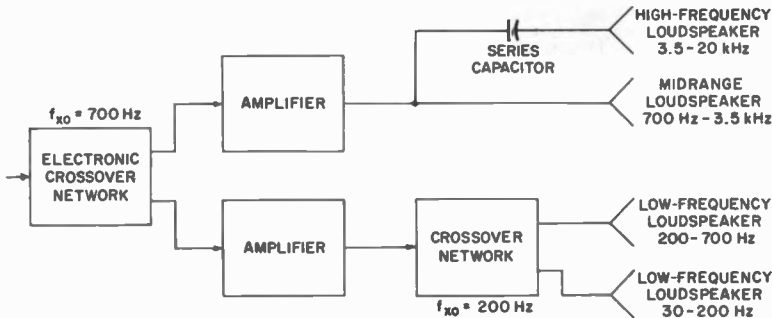 HIGH-FREQUENCY
LOUDSPEAKER
3.5-20 kHz
SERIES
CAPACITOR
MIDRANGE
LOUDSPEAKER
700 Hz-3.5 kHz
AMPLIFIER
fxo = 700 Hz
ELECTRONIC
CROSSOVER
NETWORK
AMPLIFIER
CROSSOVER
NETWORK
fxo = 200 Hz
LOW-FREQUENCY
LOUDSPEAKER
200-700 Hz
LOW-FREQUENCY
LOUDSPEAKER
30-200 Hz